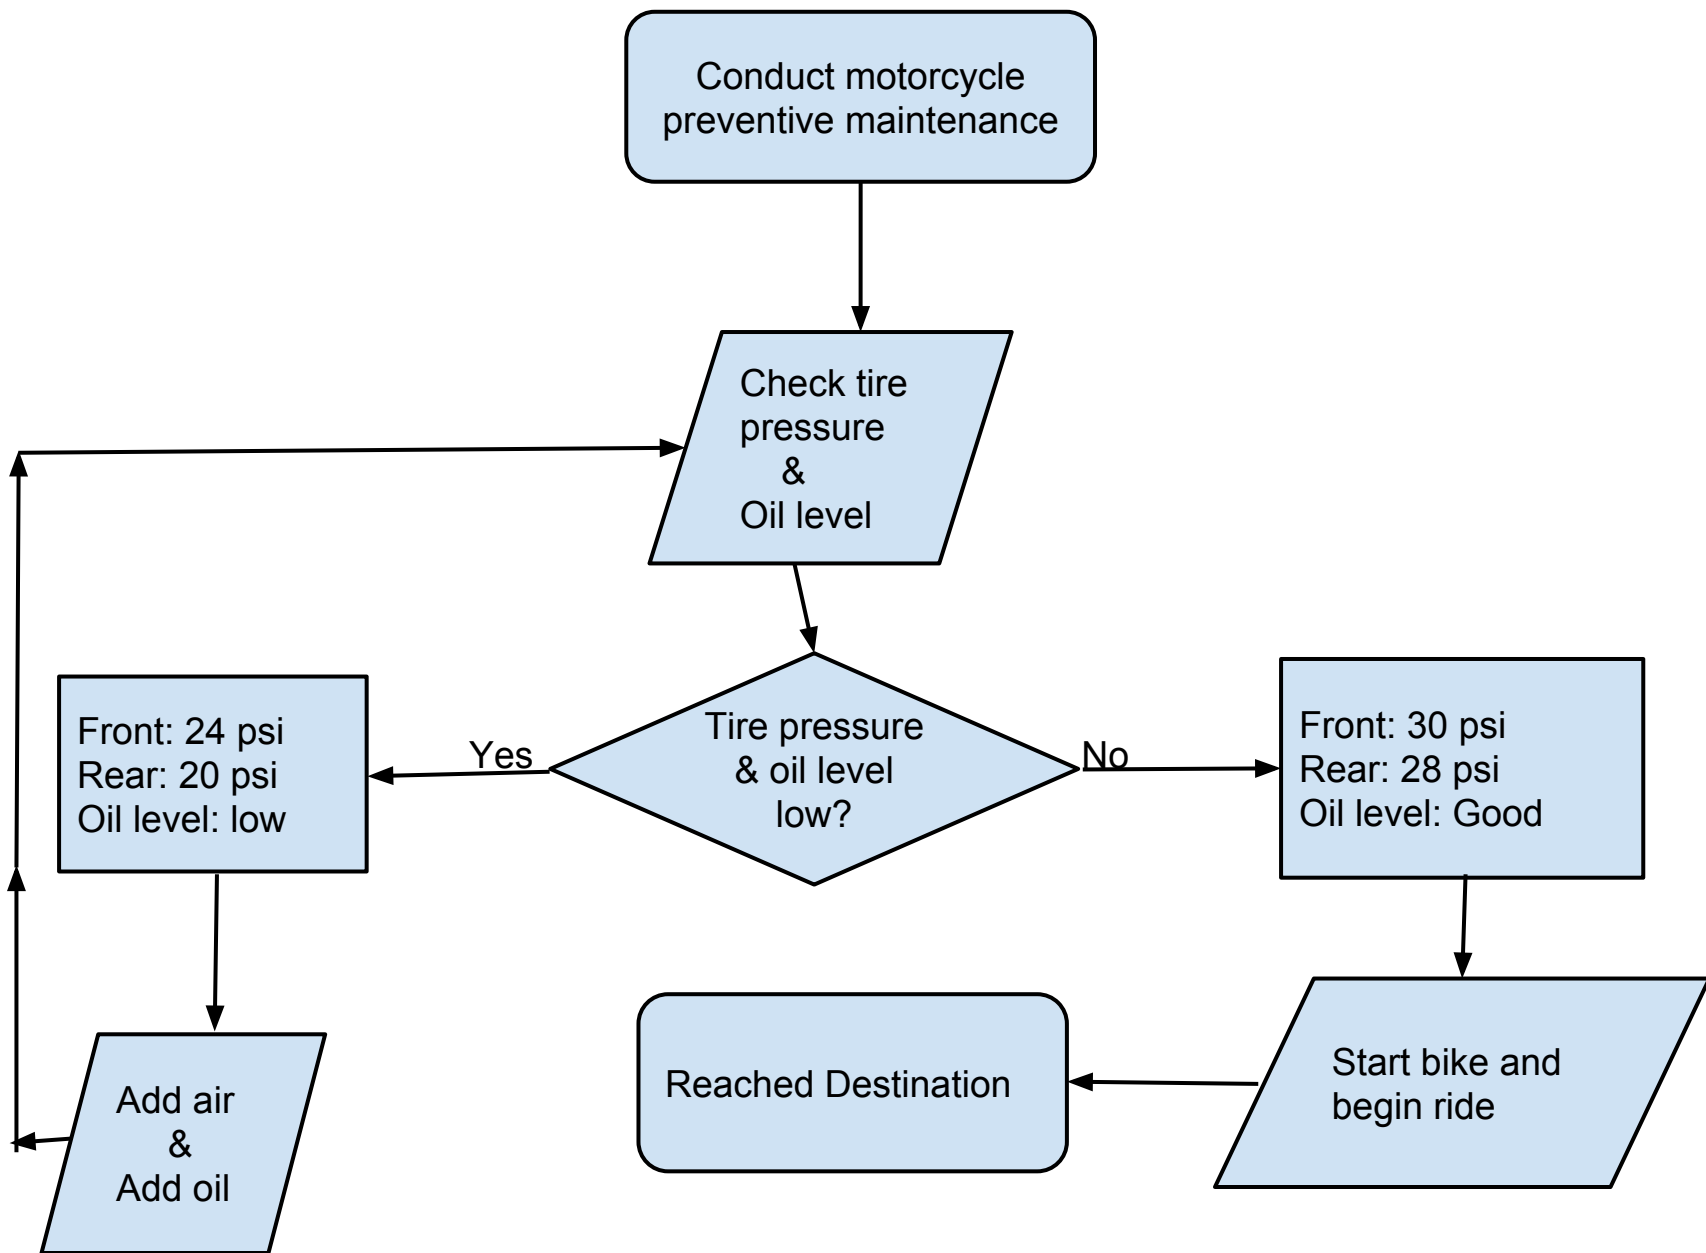 Conduct motorcycle
preventive maintenance
Check tire
pressure
&
Oil level
Tire pressure
& oil level
low?
Yes
No
Front: 24 psi
Rear: 20 psi
Oil level: low
Front: 30 psi
Rear: 28 psi
Oil level: Good
Add air
&
Add oil
Reached Destination
Start bike and
begin ride